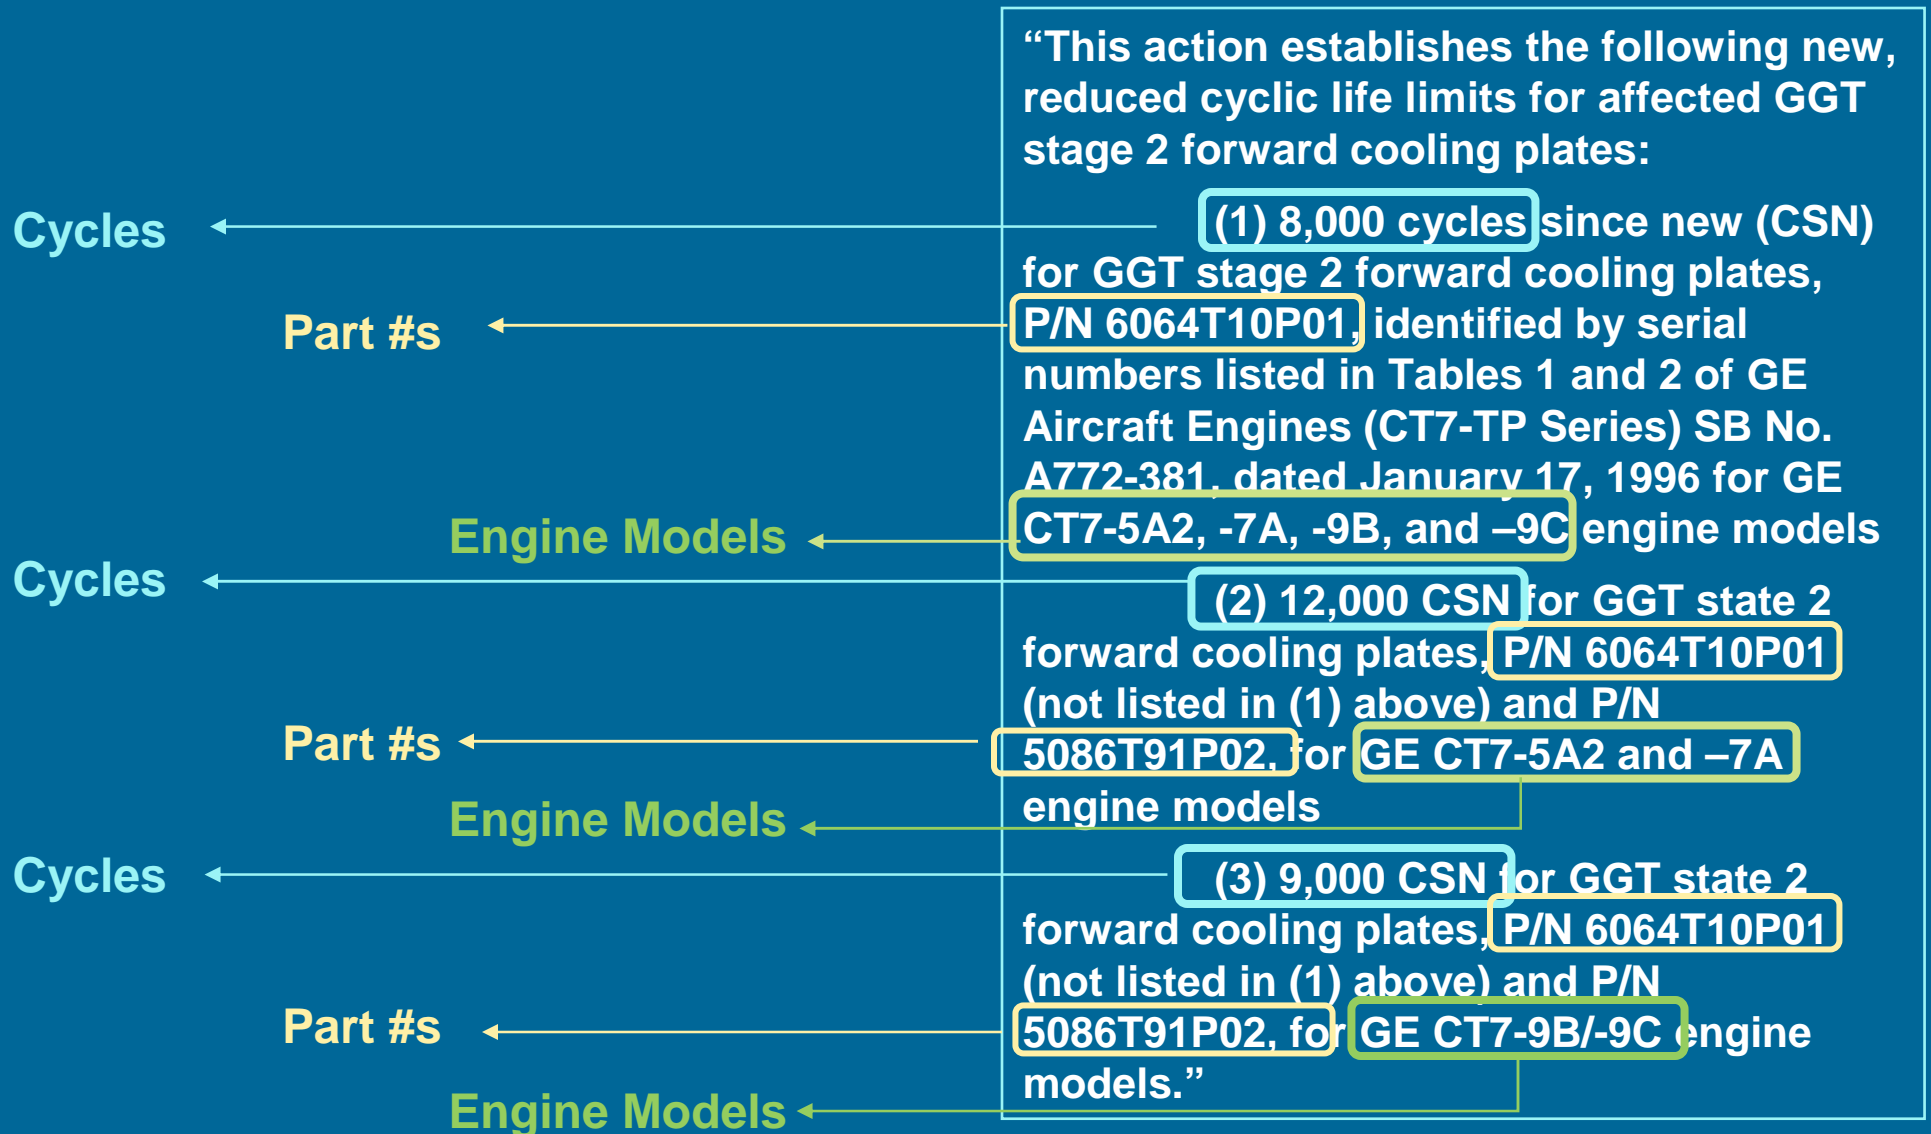 “This action establishes the following new,
reduced cyclic life limits for affected GGT
stage 2 forward cooling plates:
Cycles
(1) 8,000 cycles since new (CSN)
for GGT stage 2 forward cooling plates,
Part #s
P/N 6064T10P01, identified by serial
numbers listed in Tables 1 and 2 of GE
Aircraft Engines (CT7-TP Series) SB No.
A772-381, dated January 17, 1996 for GE
Engine Models
CT7-5A2, -7A, -9B, and –9C engine models
Cycles
(2) 12,000 CSN for GGT state 2
forward cooling plates, P/N 6064T10P01
(not listed in (1) above) and P/N
Part #s
5086T91P02, for GE CT7-5A2 and –7A
engine models
Engine Models
Cycles
(3) 9,000 CSN for GGT state 2
forward cooling plates, P/N 6064T10P01
(not listed in (1) above) and P/N
Part #s
5086T91P02, for GE CT7-9B/-9C engine
models.”
Engine Models